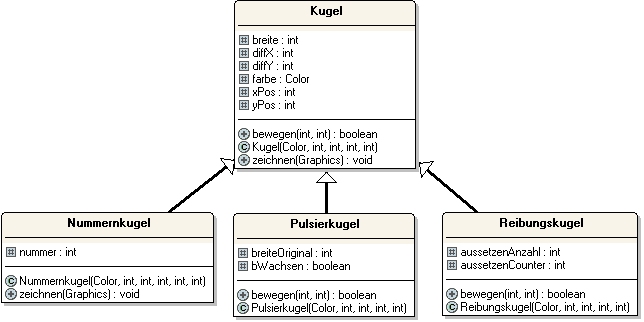 Kugel
breite : int
diffX : int
diffY : int
farbe : Color
xPos : int
yPos : int
bewegen(int, int) : boolean
Kugel(Color, int, int, int, int)
zeichnen(Graphics) : void
Nummernkugel
nummer : int
Nummernkugel(Color, int, int, int, int, int)
zeichnen(Graphics) : void
Pulsierkugel
breiteOriginal : int
bWachsen : boolean
bewegen(int, int) : boolean
Pulsierkugel(Color, int, int, int, int)
Reibungskugel
aussetzenAnzahl : int
aussetzenCounter : int
bewegen(int, int) : boolean
Reibungskugel(Color, int, int, int, int)